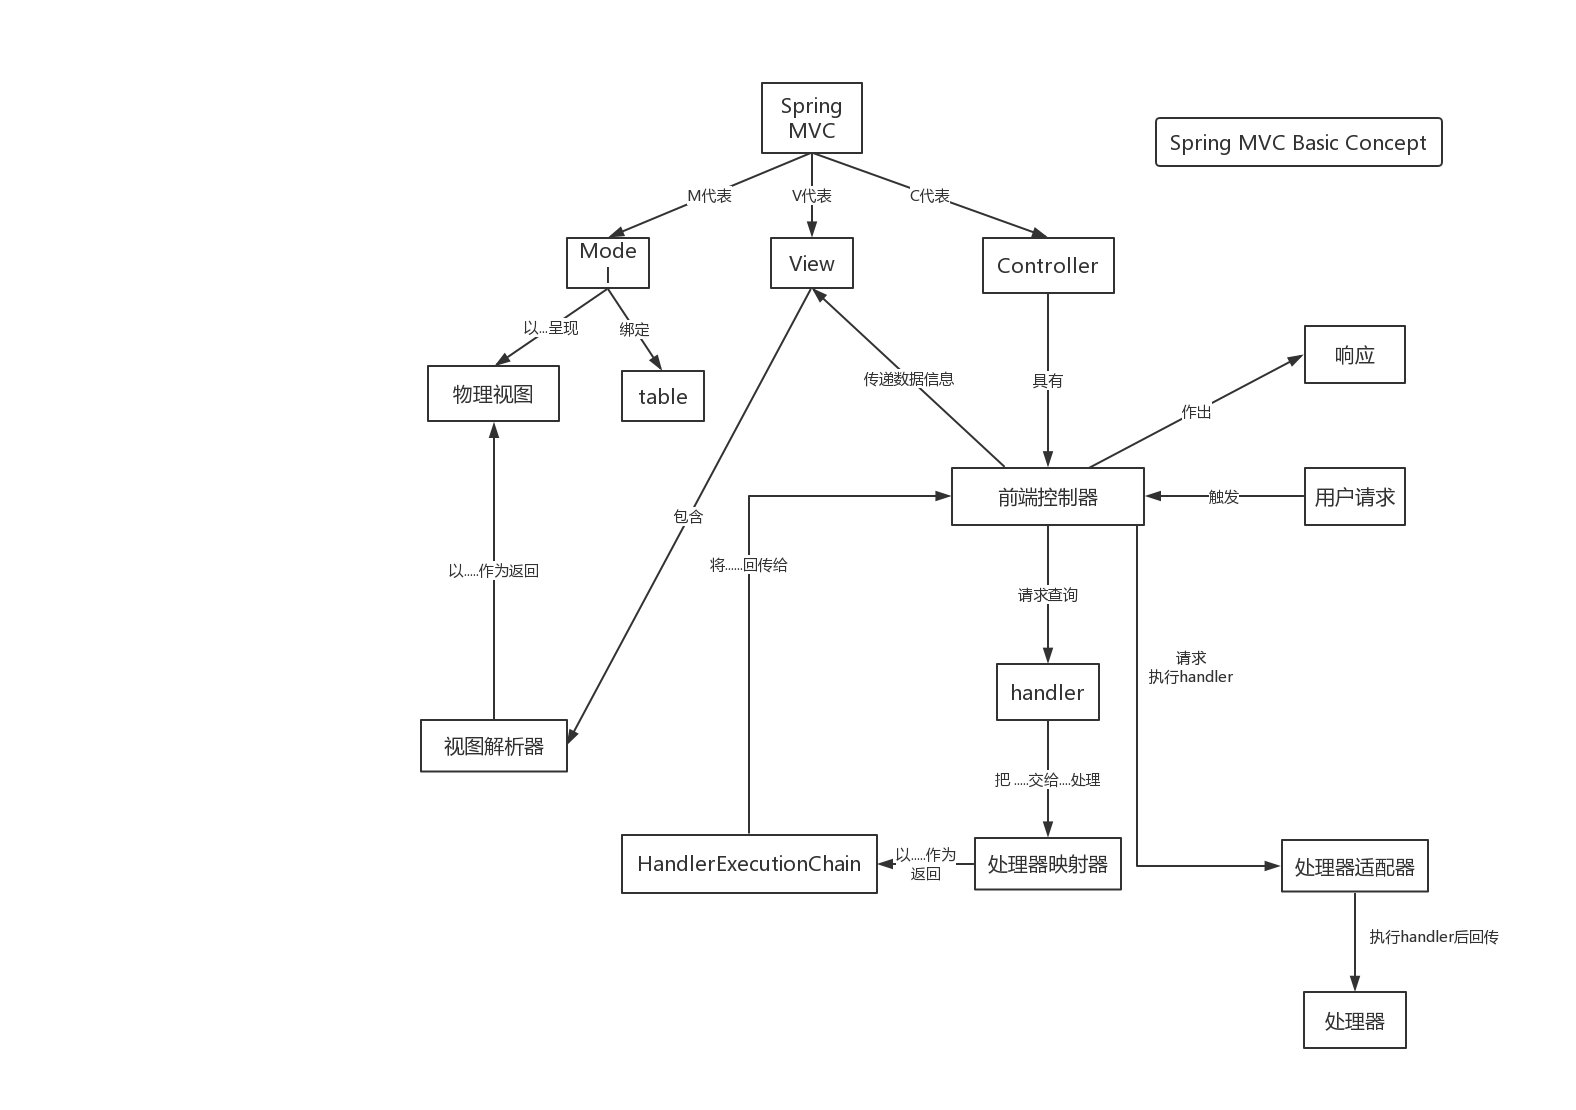 Spring
MVC
Spring MVC Basic Concept
M代表
V代表
C代表
Mode
l
View
Controller
以...呈现
绑定
响应
物理视图
table
传递数据信息
具有
作出
前端控制器
触发
用户请求
包含
以.....作为返回
将......回传给
请求查询
请求
执行handler
handler
视图解析器
把 .....交给....处理
HandlerExecutionChain
以.....作为
返回
处理器映射器
处理器适配器
执行handler后回传
处理器